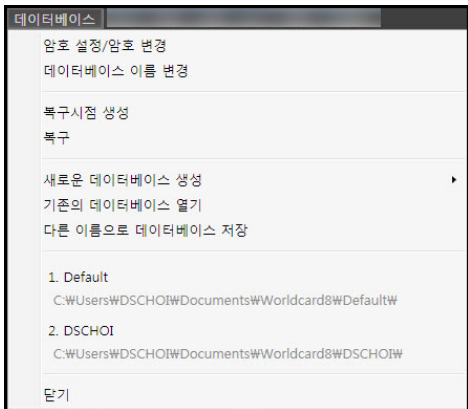 데이터베이스
암호 설정/암호 변경
데이터베이스 이름 변경
복구시점 생성
복구
새로운 데이터베이스 생성
기존의 데이터베이스 열기
다른 이름으로 데이터베이스 저장
1. Default
C:₩Users₩DSCHOI₩Documents₩Worldcard8₩Default₩
2. DSCHOI
C:₩Users₩DSCHOI₩Documents₩Worldcard8₩DSCHOI₩
닫기